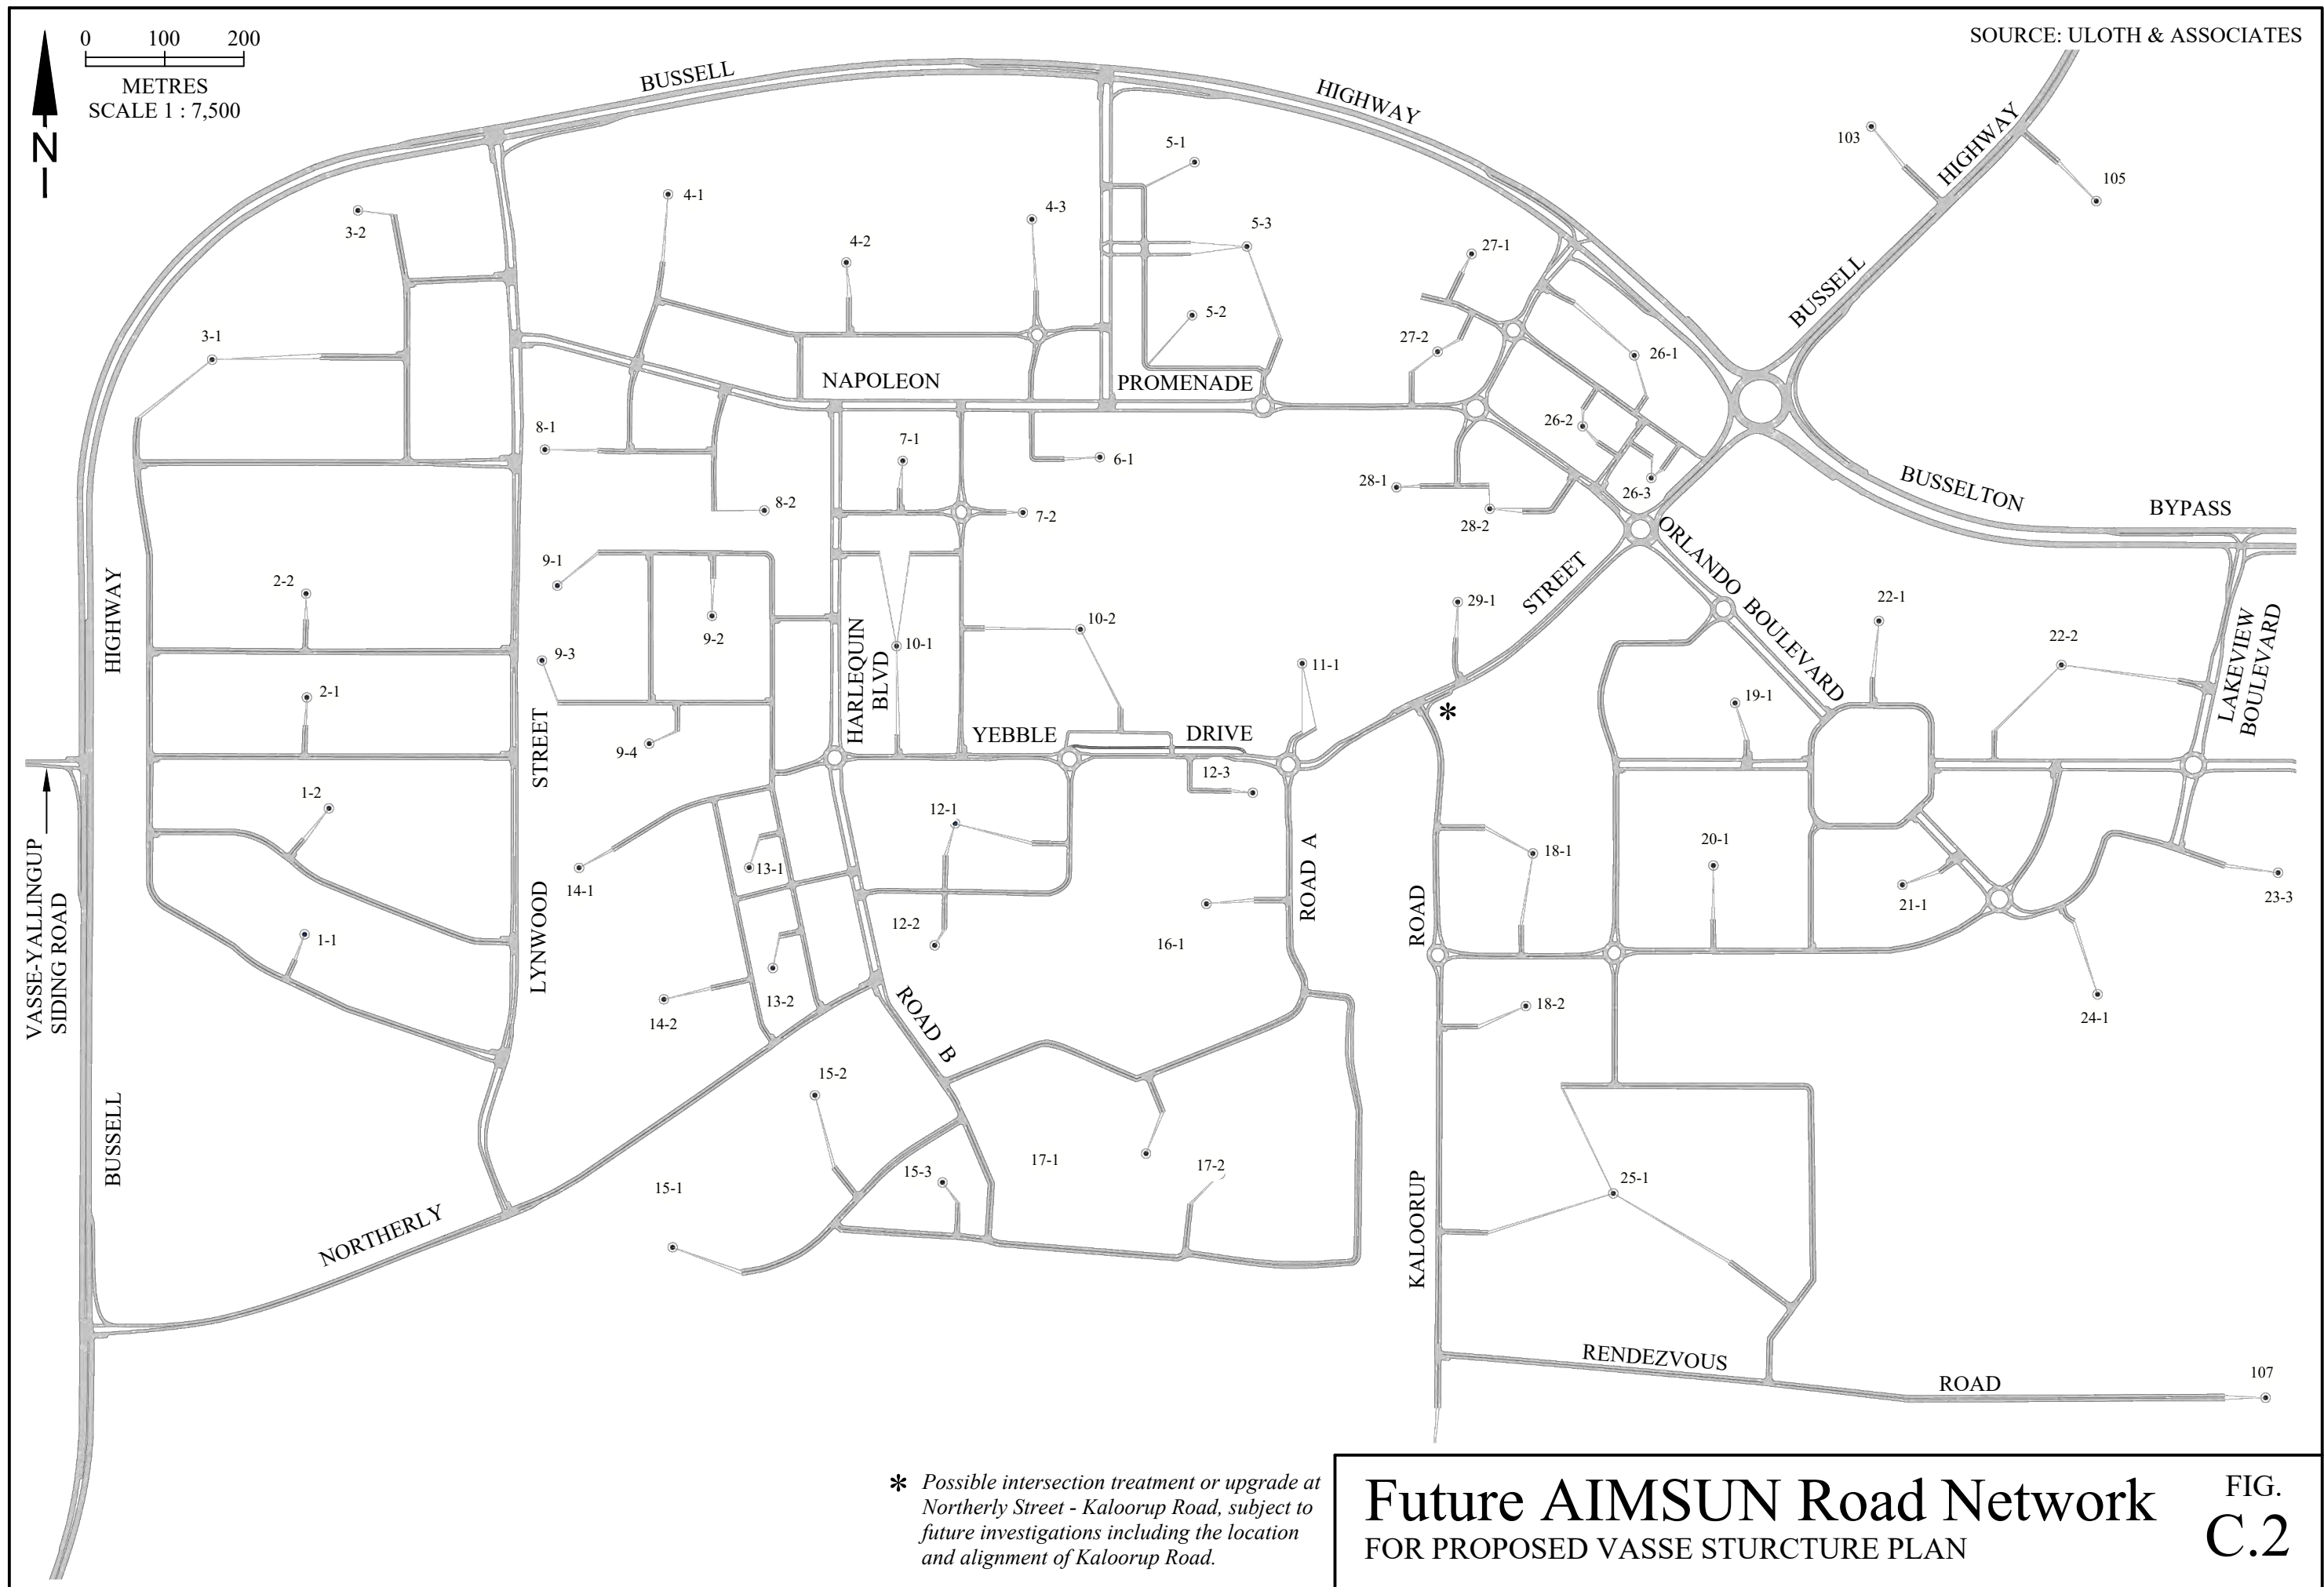 SOURCE: ULOTH & ASSOCIATES
0 100 200
METRES
SCALE 1 : 7,500
N
BUSSELL
HIGHWAY
HIGHWAY
BUSSELL
103
105
5-1
4-1
4-3
3-2
4-2
5-3
27-1
5-2
27-2
26-1
3-1
NAPOLEON
PROMENADE
8-1
7-1
6-1
26-2
28-1
26-3
28-2
8-2
7-2
BUSSELTON
BYPASS
ORLANDO BOULEVARD
STREET
9-1
2-2
HIGHWAY
29-1
22-1
10-2
22-2
LAKEVIEW
BOULEVARD
9-2
HARLEQUIN
BLVD
10-1
9-3
11-1
2-1
19-1
*
YEBBLE
DRIVE
9-4
STREET
12-3
1-2
12-1
VASSE-YALLINGUP
SIDING ROAD
13-1
14-1
ROAD A
18-1
20-1
21-1
23-3
LYNWOOD
12-2
ROAD
1-1
16-1
13-2
14-2
18-2
24-1
ROAD B
15-2
BUSSELL
15-3
17-1
17-2
15-1
25-1
KALOORUP
NORTHERLY
RENDEZVOUS
ROAD
107
* Possible intersection treatment or upgrade at
Northerly Street - Kaloorup Road, subject to
future investigations including the location
and alignment of Kaloorup Road.
Future AIMSUN Road Network
FOR PROPOSED VASSE STURCTURE PLAN
FIG.
C.2